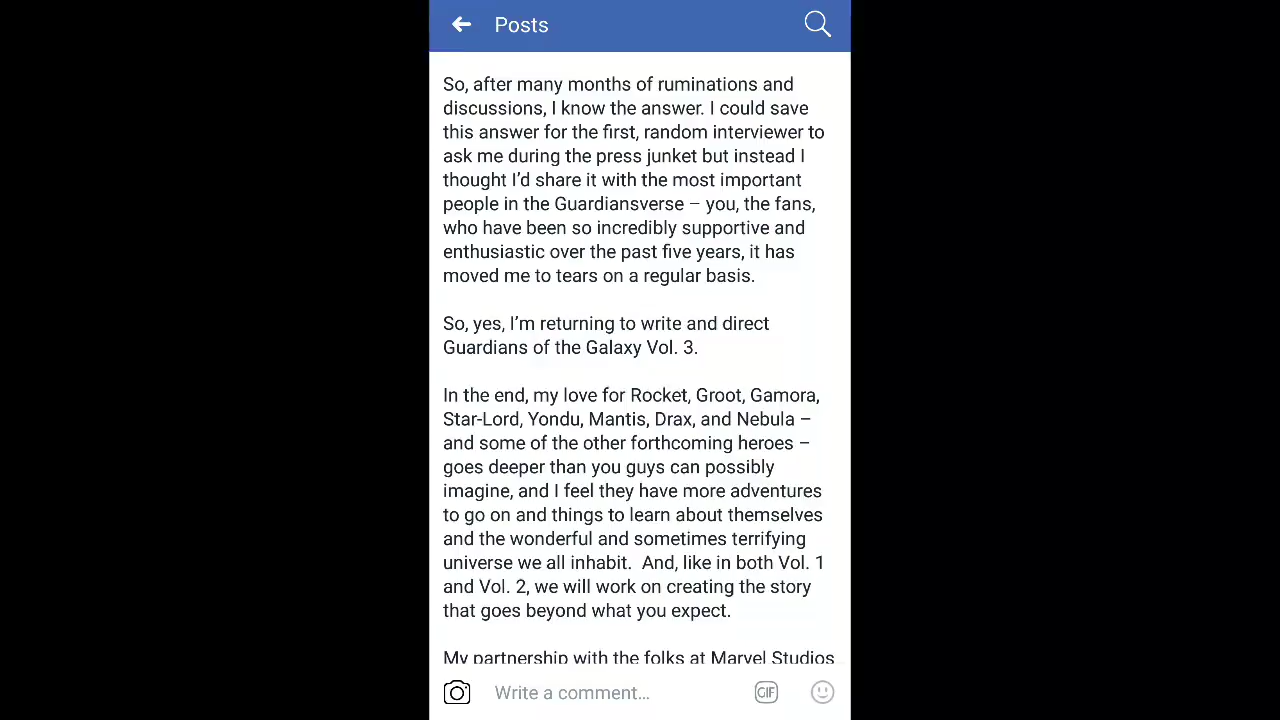 Posts
So, after many months of ruminations and
discussions, I know the answer. I could save
this answer for the first, random interviewer to
ask me during the press junket but instead I
thought I’d share it with the most important
people in the Guardiansverse – you, the fans,
who have been so incredibly supportive and
enthusiastic over the past five years, it has
moved me to tears on a regular basis.
So, yes, I’m returning to write and direct
Guardians of the Galaxy Vol. 3.
In the end, my love for Rocket, Groot, Gamora,
Star-Lord, Yondu, Mantis, Drax, and Nebula –
and some of the other forthcoming heroes –
goes deeper than you guys can possibly
imagine, and I feel they have more adventures
to go on and things to learn about themselves
and the wonderful and sometimes terrifying
universe we all inhabit.  And, like in both Vol. 1
and Vol. 2, we will work on creating the story
that goes beyond what you expect.
My partnership with the folks at Marvel Studios
Write a comment...
GIF